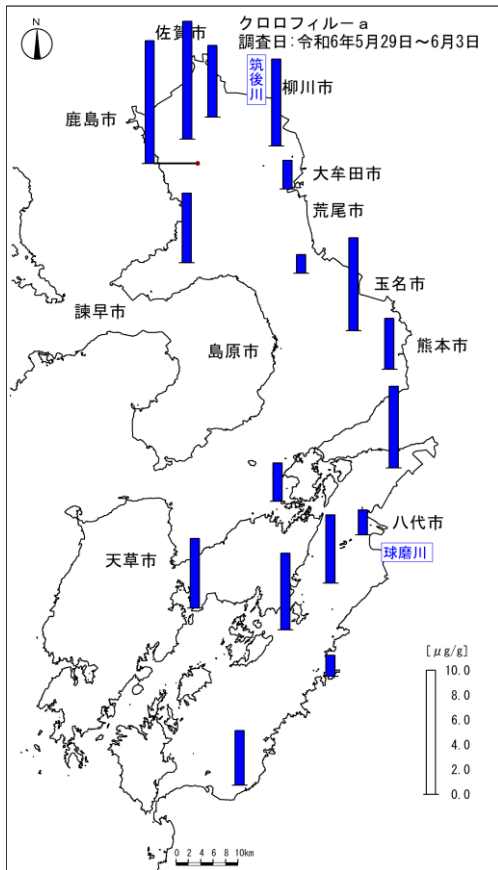 クロロフィル－a
調査日：令和6年5月29日～6月3日
N
佐賀市
筑後川
柳川市
鹿島市
大牟田市
荒尾市
玉名市
諫早市
島原市
熊本市
八代市
球磨川
天草市
[μg/g]
10.0
8.0
6.0
4.0
2.0
0.0
0 2 4 6 8 10km